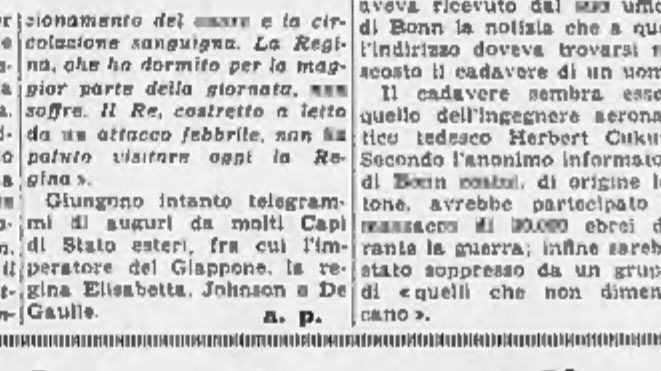 zionamento del cuore e la cir-
colazione sanguigna. La Regi-
na, che ha dormito per la mag-
gior parte della giornata, non
soffre. Il Re, costretto a letto
da un attacco febbrile, non ha
potuto visitare oggi la Re-
gina ».
Giungono intanto telegram-
mi di auguri da molti Capi
di Stato esteri, fra cui l'im-
peratore del Giappone, la re-
gina Elisabetta, Johnson e De
Gaulle.
a. p.
aveva ricevuto dal
di Bonn la notizia che a
l'indirizzo doveva trovarsi
scosto il cadavere di un
Il cadavere sembra
quello dell'ingegnere
tico tedesco Herbert
Secondo l'anonimo
di Bonn costui, di origine
tone, avrebbe partecipato
massacro di 30.000 ebrei
rante la guerra; infine
stato soppresso da un
di « quelli che non
cano ».